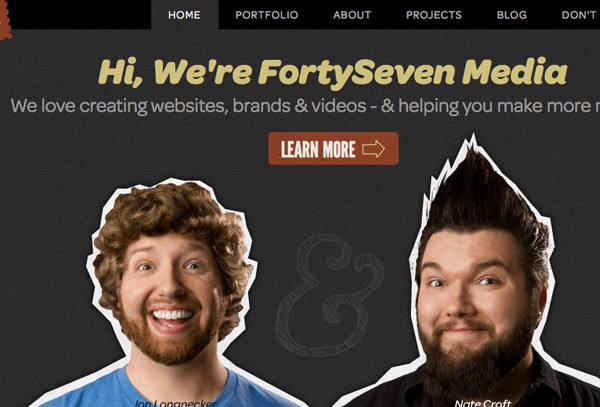 HOME PORTFOLIO ABOUT PROJECTS BLOG DON'T
Hi, We're FortySeven Media
We love creating websites, brands & videos - & helping you make more
LEARN MORE
&
Jon Longnecker
Nate Croft